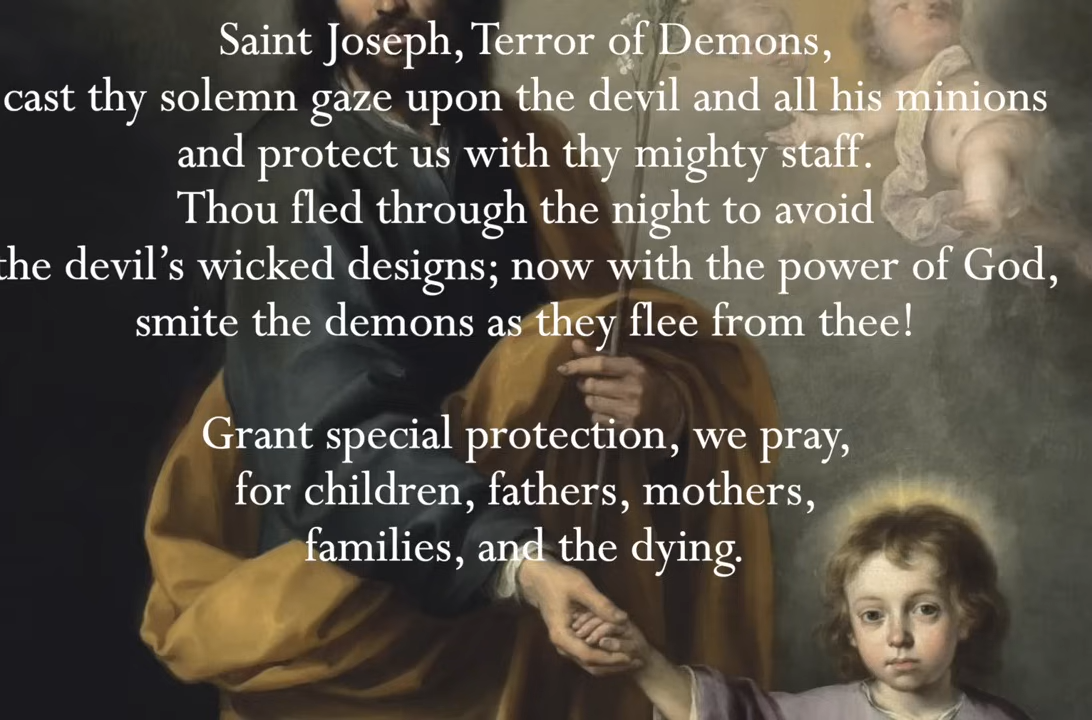 Saint Joseph, Terror of Demons,
cast thy solemn gaze upon the devil and all his minions
and protect us with thy mighty staff.
Thou fled through the night to avoid
the devil’s wicked designs; now with the power of God,
smite the demons as they flee from thee!
Grant special protection, we pray,
for children, fathers, mothers,
families, and the dying.